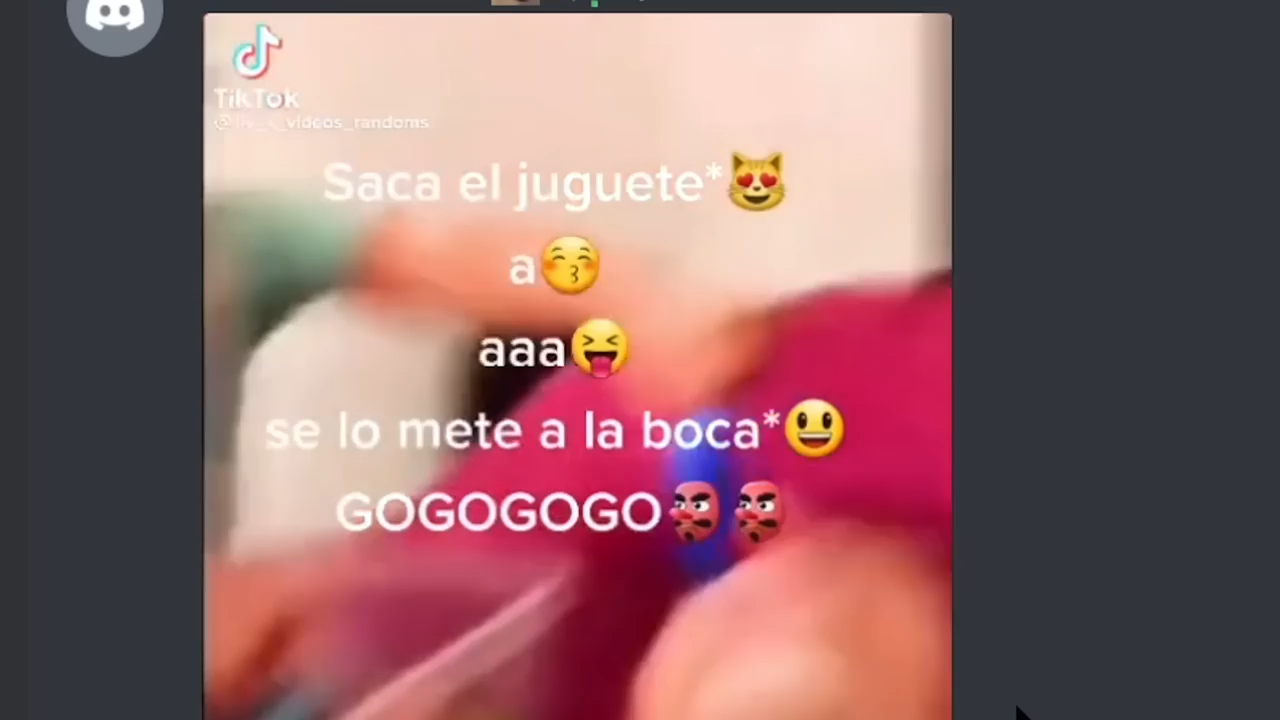 TikTok
Saca el juguete*😻
a😚
aaa😝
se lo mete a la boca*😃
GOGOGOGO👺👺